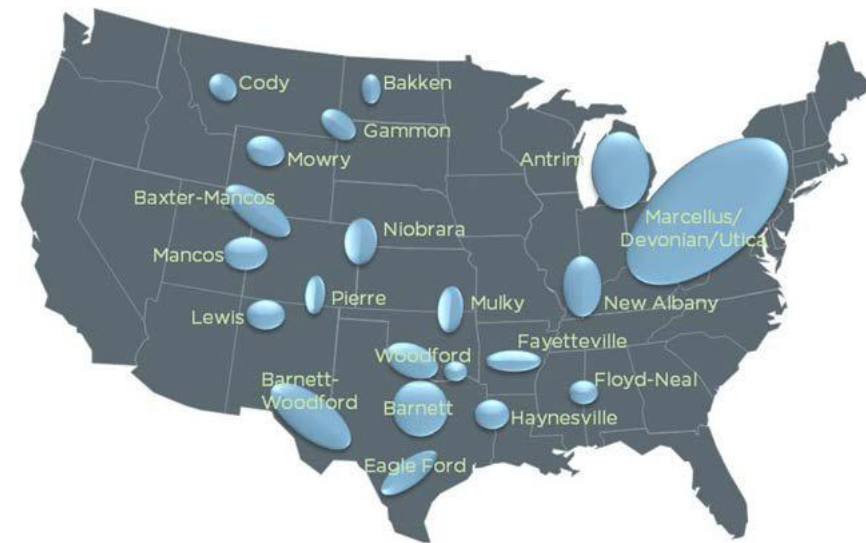 Cody
Bakken
Gammon
Mowry
Antrim
Baxter-Mancos
Niobrara
Marcellus/
Devonian/Utica
Mancos
Pierre
Mulky
New Albany
Lewis
Fayetteville
Woodford
Barnett-
Woodford
Floyd-Neal
Barnett
Haynesville
Eagle Ford